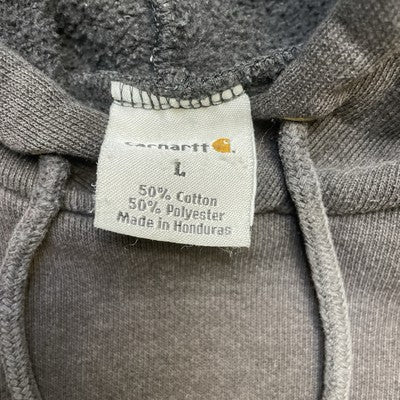 carhartt
L
50% Cotton
50% Polyester
Made in Honduras